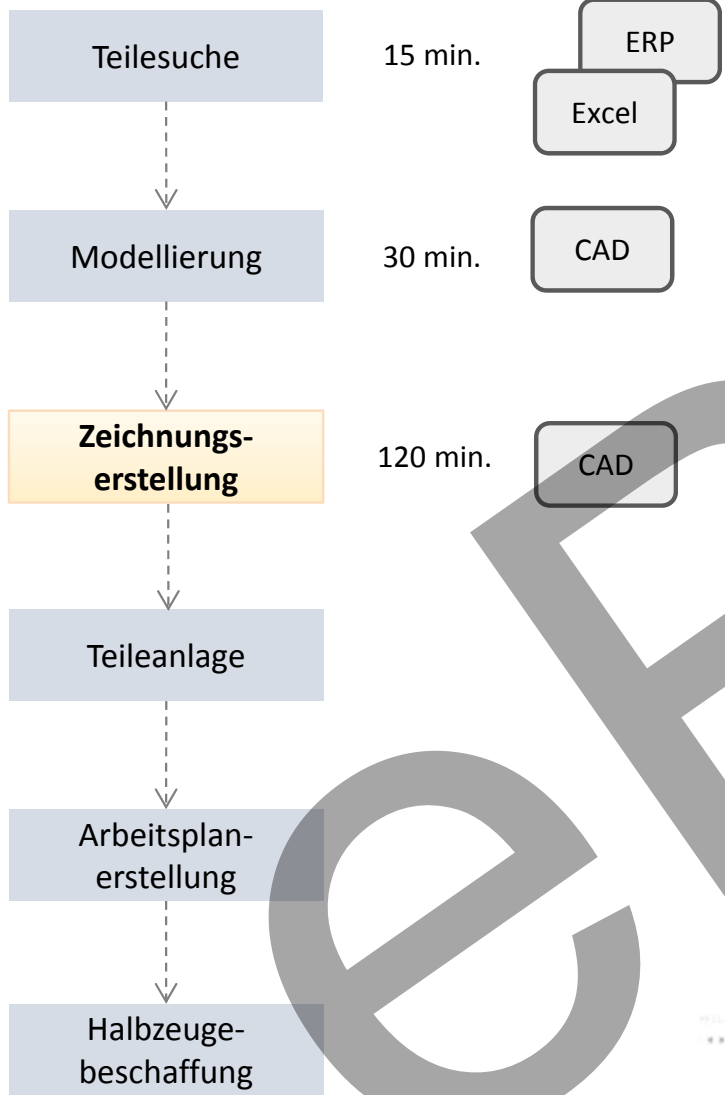 Teilesuche
15 min.
ERP
Excel
Modellierung
30 min.
CAD
Zeichnungs-
erstellung
120 min.
CAD
Teileanlage
Arbeitsplan-
erstellung
Halbzeuge-
beschaffung